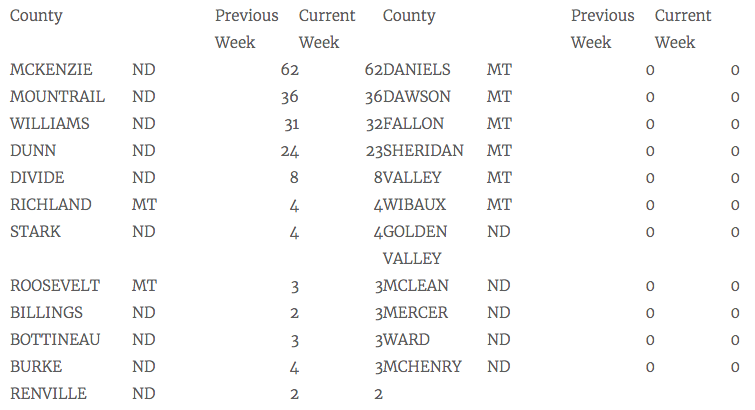 County Previous Current County Previous Current
Week Week Week Week
MCKENZIE ND 62 62DANIELS MT 0 0
MOUNTRAIL ND 36 36DAWSON MT 0 0
WILLIAMS ND 31 32FALLON MT 0 0
DUNN ND 24 23SHERIDAN MT 0 0
DIVIDE ND 8 8VALLEY MT 0 0
RICHLAND MT 4 4WIBAUX MT 0 0
STARK ND 4 4GOLDEN ND 0 0
VALLEY
ROOSEVELT MT 3 3MCLEAN ND 0 0
BILLINGS ND 2 3MERCER ND 0 0
BOTTINEAU ND 3 3WARD ND 0 0
BURKE ND 4 3MCHENRY ND 0 0
RENVILLE ND 2 2